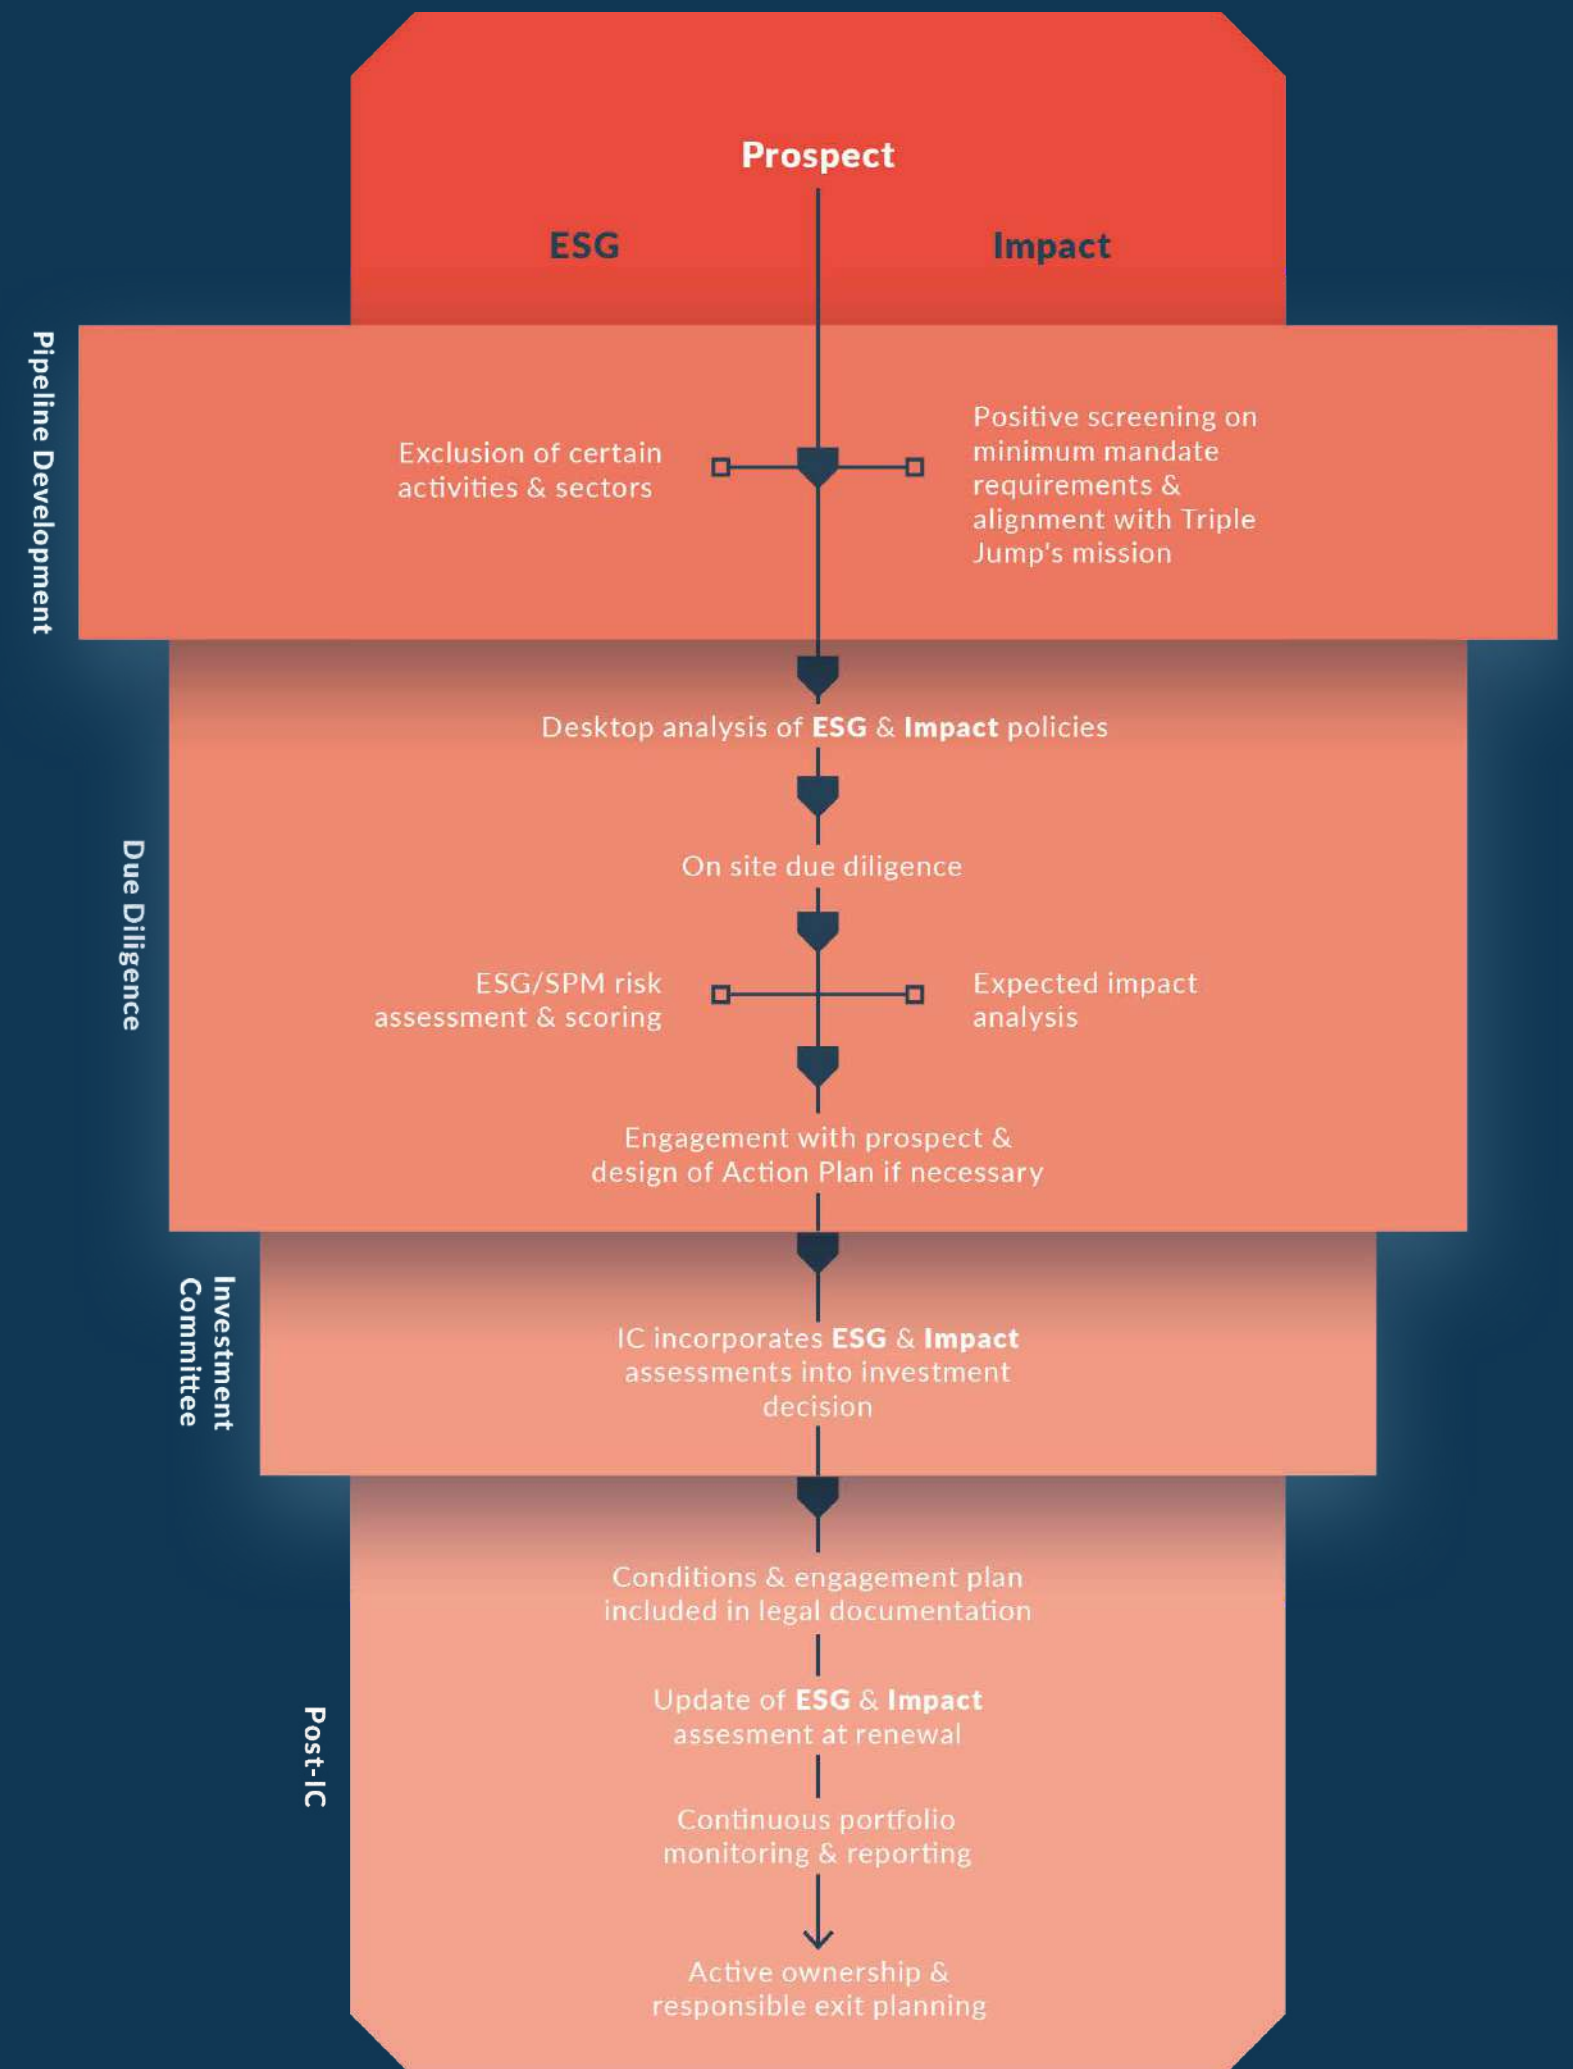 Prospect
ESG
Impact
Pipeline Development
Exclusion of certain
activities & sectors
Positive screening on
minimum mandate
requirements &
alignment with Triple
Jump's mission
Due Diligence
Desktop analysis of ESG & Impact policies
On site due diligence
ESG/SPM risk
assessment & scoring
Expected impact
analysis
Engagement with prospect &
design of Action Plan if necessary
Investment
Committee
IC incorporates ESG & Impact
assessments into investment
decision
Post-IC
Conditions & engagement plan
included in legal documentation
Update of ESG & Impact
assesment at renewal
Continuous portfolio
monitoring & reporting
Active ownership &
responsible exit planning